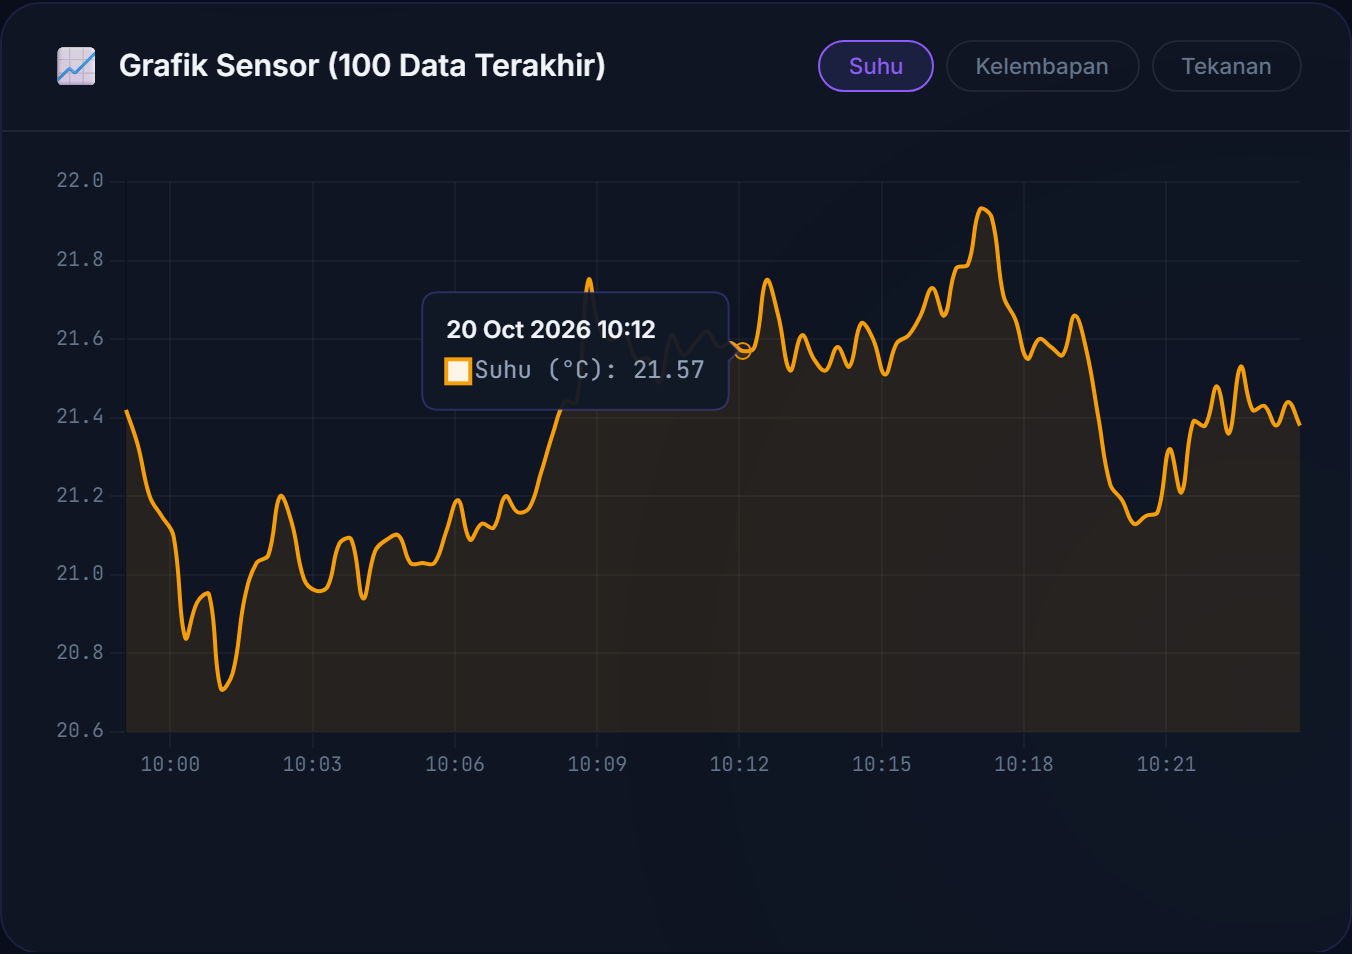 Grafik Sensor (100 Data Terakhir)
Suhu
Kelembapan
Tekanan
22.0
21.8
21.6
21.4
21.2
21.0
20.8
20.6
20 Oct 2026 10:12
Suhu (°C): 21.57
10:00
10:03
10:06
10:09
10:12
10:15
10:18
10:21